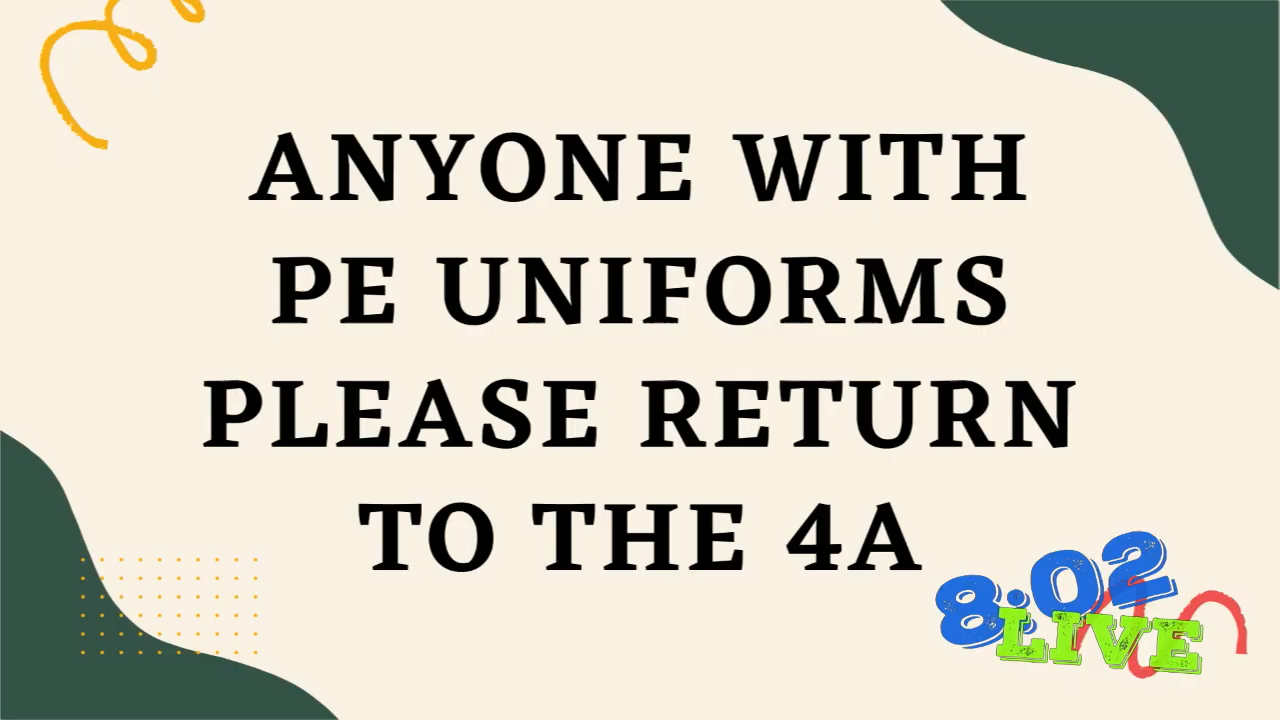 ANYONE WITH
PE UNIFORMS
PLEASE RETURN
TO THE 4A
8:02
LIVE